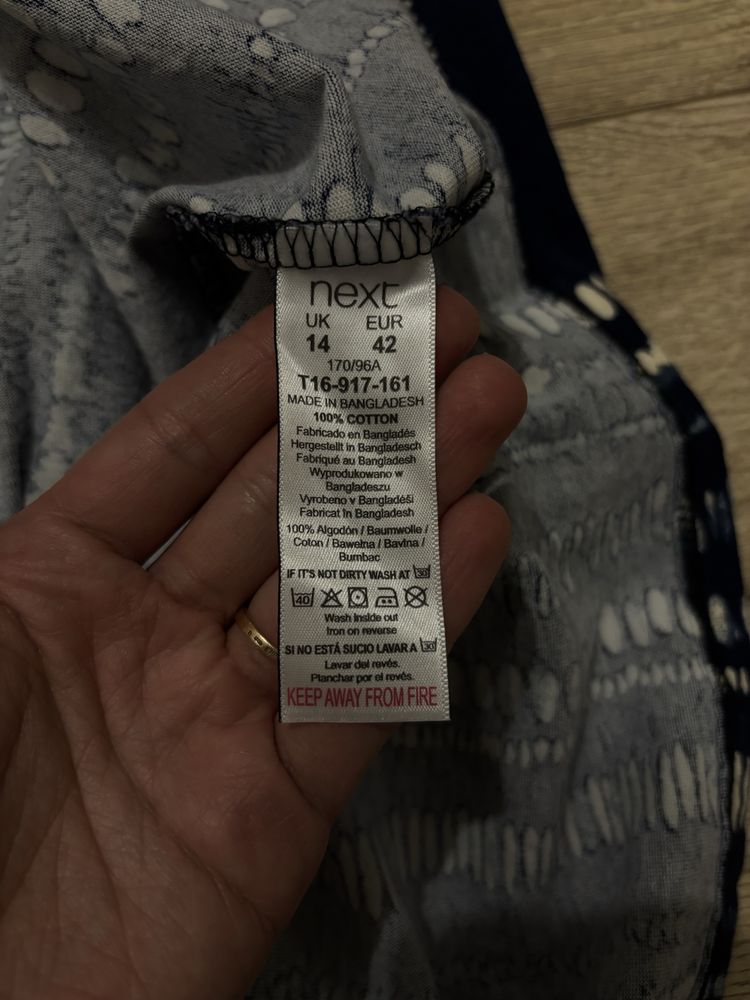 next
UK EUR
14 42
170/96A
T16-917-161
MADE IN BANGLADESH
100% COTTON
Fabricado en Bangladés
Hergestellt in Bangladesch
Fabriqué au Bangladesh
Wyprodukowano w
Bangladeszu
Vyrobeno v Bangladéši
Fabricat în Bangladesh
100% Algodón / Baumwolle /
Coton / Bawełna / Bavlna /
Bumbac
IF IT'S NOT DIRTY WASH AT 30
40
Wash inside out
Iron on reverse
SI NO ESTÁ SUCIO LAVAR A 30
Lavar del revés.
Planchar por el revés.
KEEP AWAY FROM FIRE